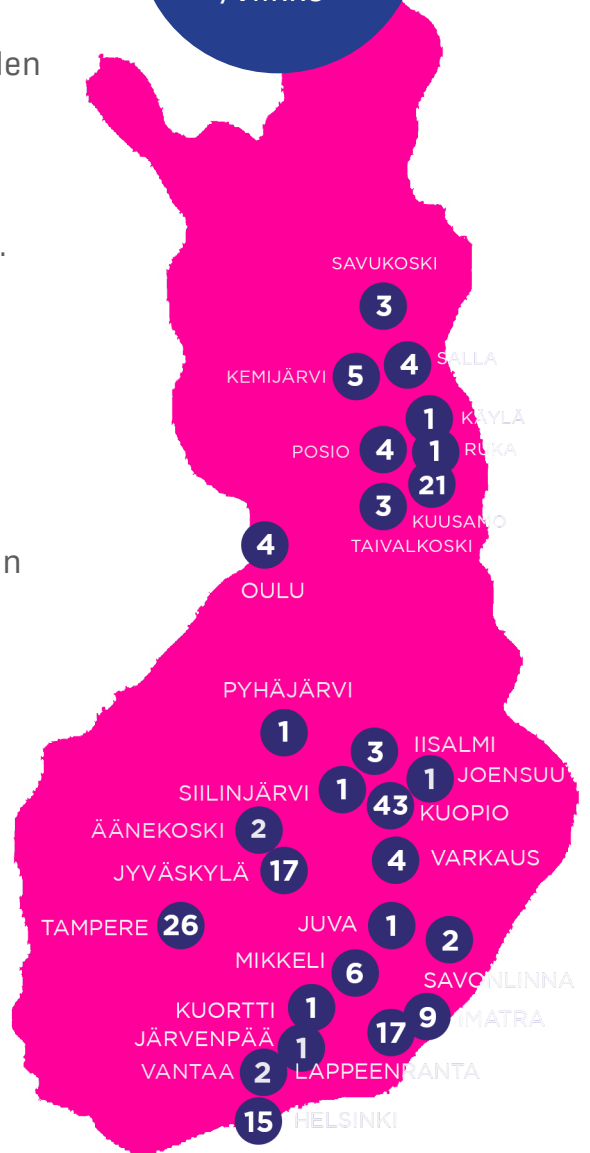 SAVUKOSKI
3
4 SALLA
KEMIJÄRVI 5
1 KÄYLÄ
POSIO 4
1 RUKA
21
3
KUUSAMO
TAIVALKOSKI
4
OULU
PYHÄJÄRVI
1
3 IISALMI
1 JOENSUU
SIILINJÄRVI 1
43 KUOPIO
ÄÄNEKOSKI 2
JYVÄSKYLÄ 17
4 VARKAUS
TAMPERE 26
JUVA 1
2
MIKKELI 6
SAVONLINNA
KUORTTI 1
9 IMATRA
17
JÄRVENPÄÄ 1
VANTAA 2
LAPPEENRANTA
15 HELSINKI